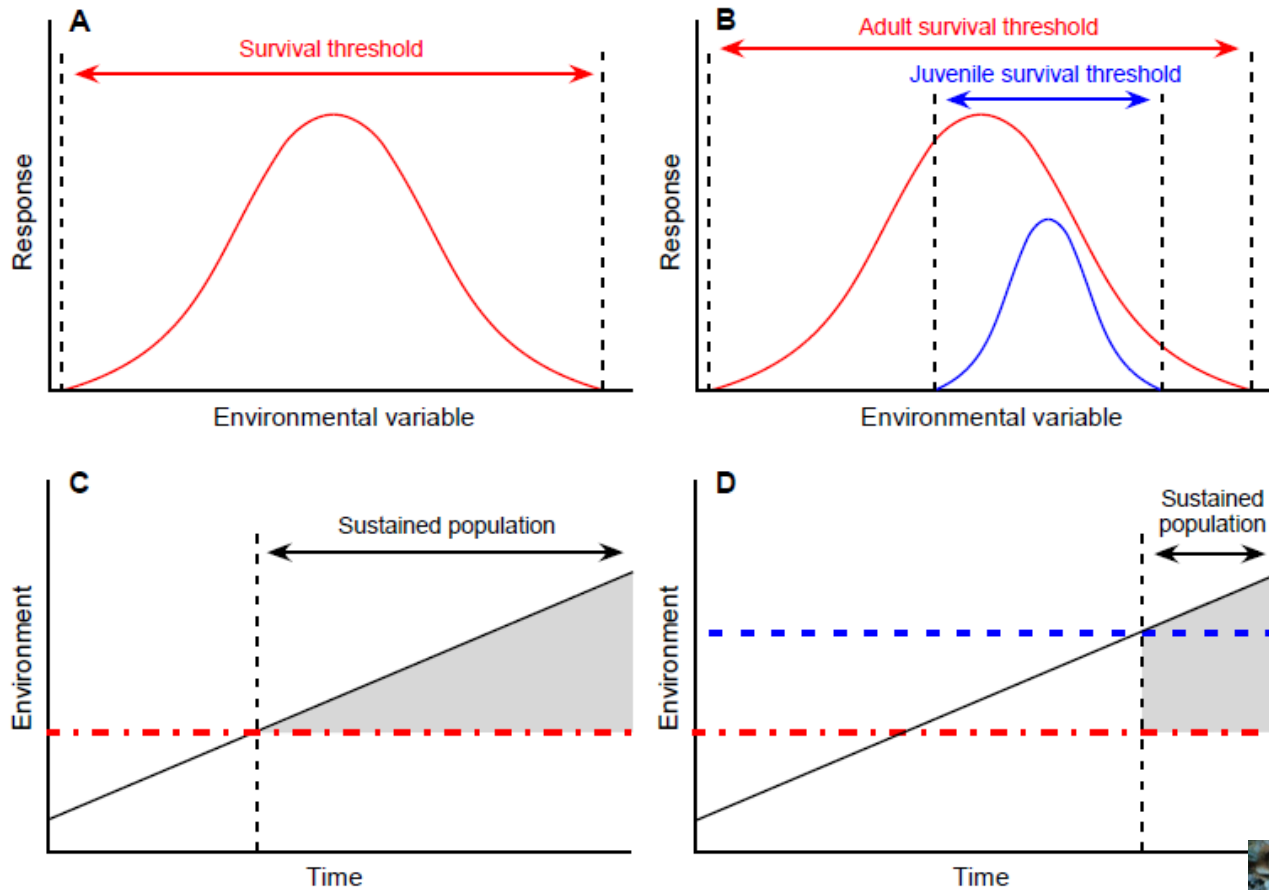 A
Survival threshold
Response
Environmental variable
B
Adult survival threshold
Juvenile survival threshold
Response
Environmental variable
C
Sustained population
Environment
Time
D
Sustained
population
Environment
Time